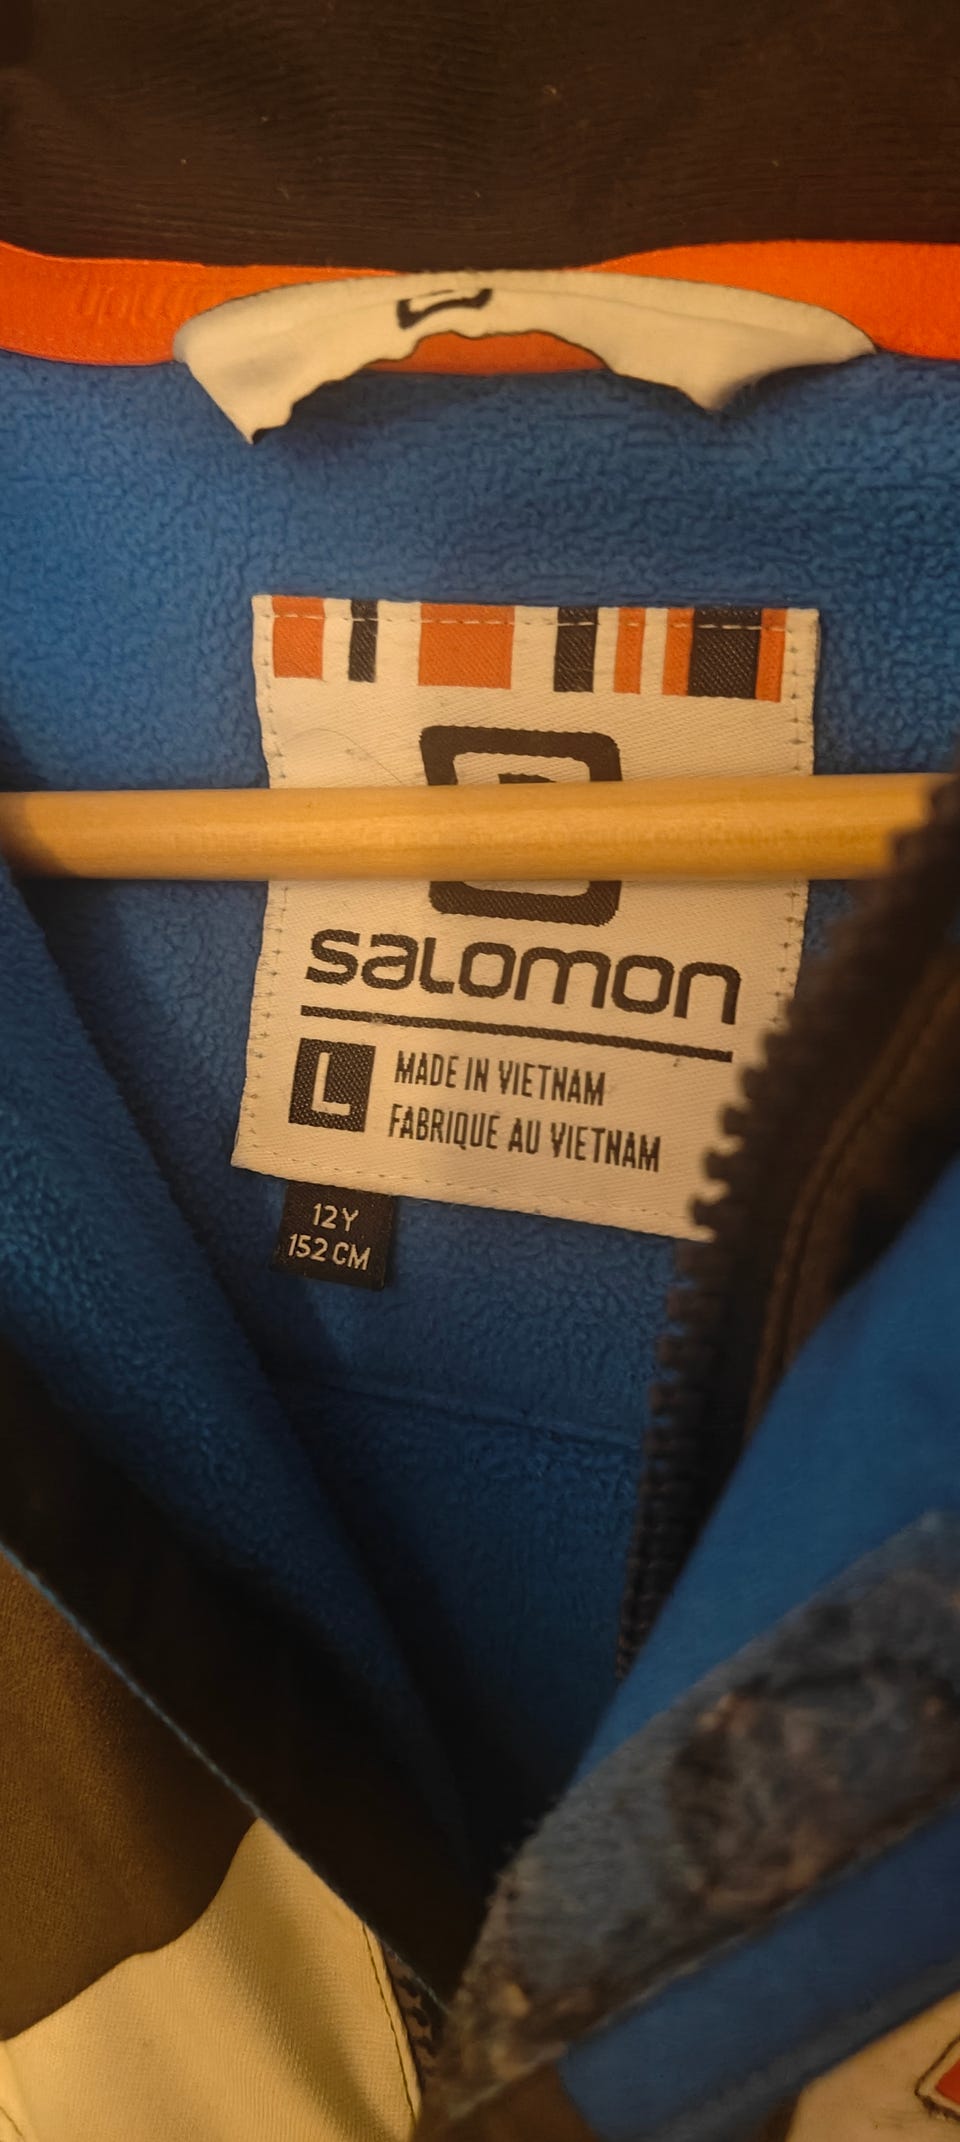 salomon
L
MADE IN VIETNAM
FABRIQUE AU VIETNAM
12Y
152 CM